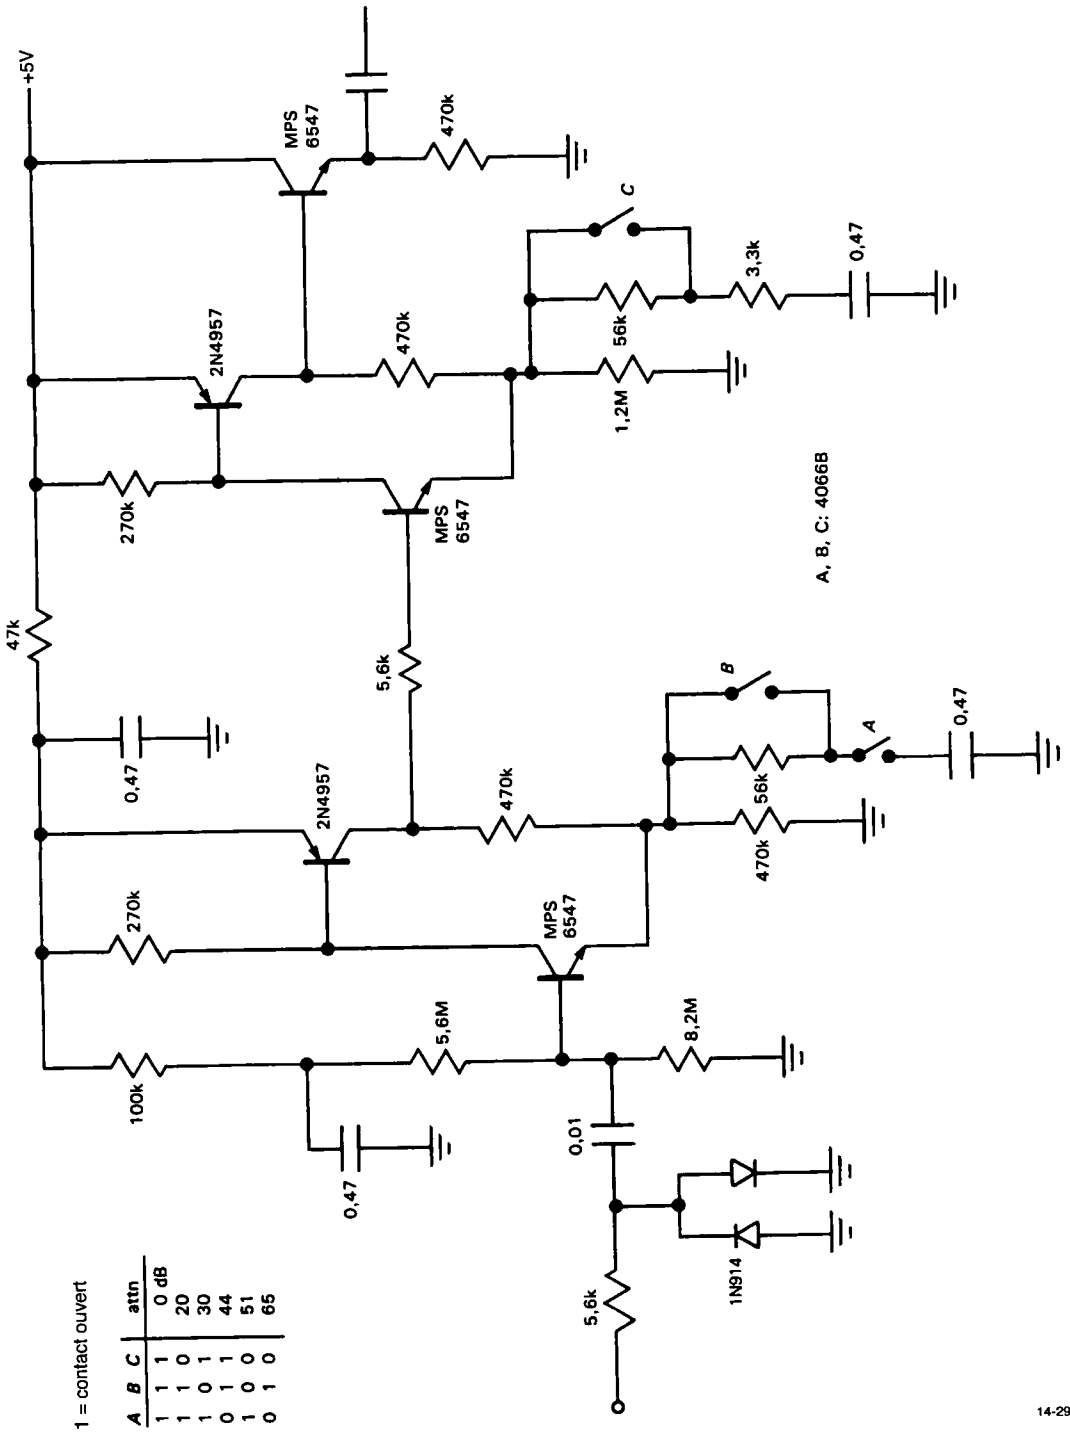 1 = contact ouvert
A B C attn
1 1 1 0 dB
1 1 0 20
1 0 1 30
0 1 1 44
1 0 0 51
0 1 0 65
+5V
47k
100k
270k
0,47
270k
2N4957
MPS
6547
0,47
5,6M
2N4957
5,6k
470k
470k
MPS
6547
MPS
6547
470k
5,6k
0,01
8,2M
1N914
470k
56k
B
A
0,47
1,2M
56k
C
3,3k
0,47
A, B, C: 4066B
14-29